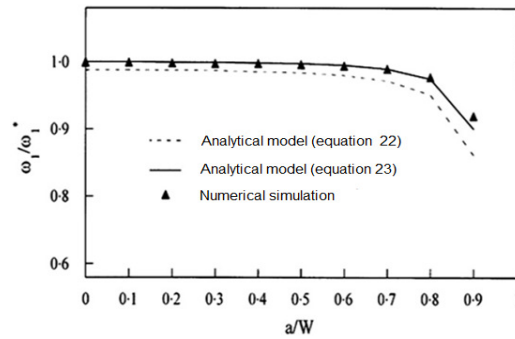 1·0
0·9
0·8
0·6
ω₁/ω₁*
Analytical model (equation 22)
Analytical model (equation 23)
Numerical simulation
0 0·1 0·2 0·3 0·4 0·5 0·6 0·7 0·8 0·9
a/W